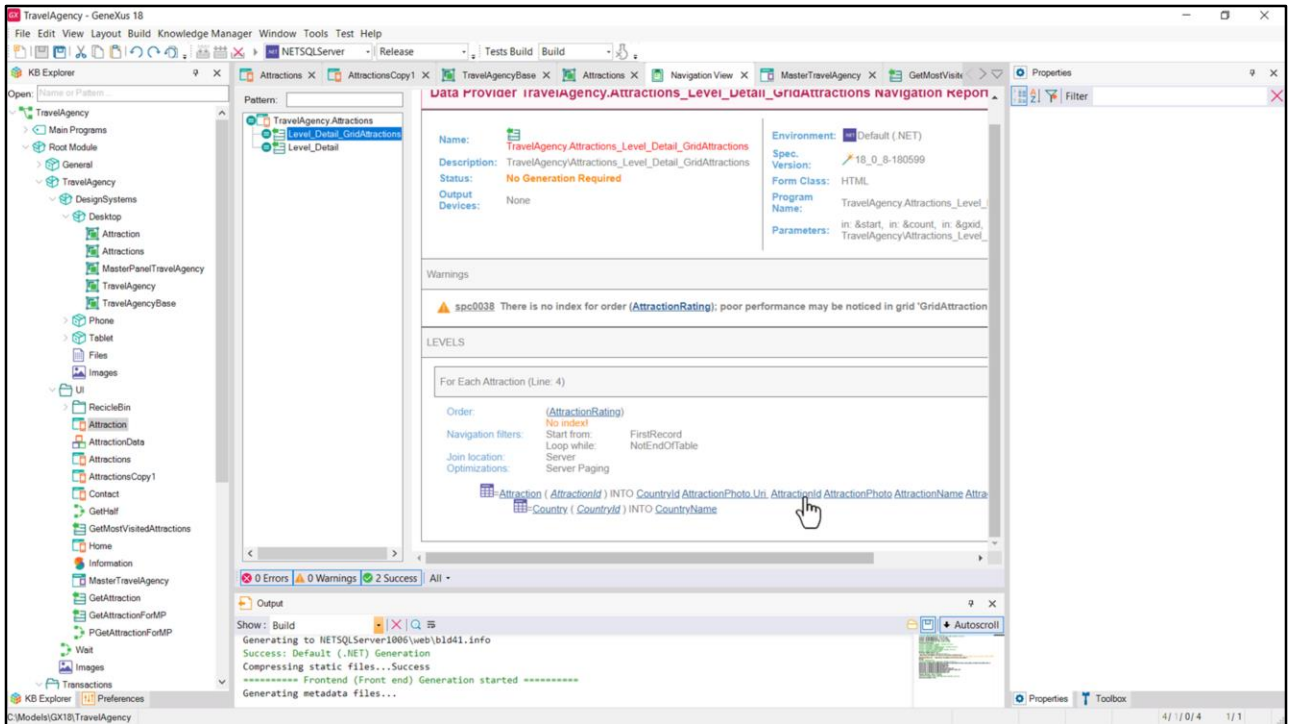 TravelAgency - GeneXus 18
File Edit View Layout Build Knowledge Manager Window Tools Test Help
NETSQLServer Release Tests Build Build
KB Explorer
Open: Name or Pattern...
TravelAgency
Main Programs
Root Module
General
TravelAgency
DesignSystems
Desktop
Attraction
Attractions
MasterPanelTravelAgency
TravelAgency
TravelAgencyBase
Phone
Tablet
Files
Images
UI
RecicleBin
Attraction
AttractionData
Attractions
AttractionsCopy1
Contact
GetHalf
GetMostVisitedAttractions
Home
Information
MasterTravelAgency
GetAttraction
GetAttractionForMP
PGetAttractionForMP
Wait
Images
Transactions
KB Explorer Preferences
Attractions X AttractionsCopy1 X TravelAgencyBase X Attractions X Navigation View X MasterTravelAgency X GetMostVisite
Pattern:
TravelAgency.Attractions
Level_Detail_GridAttractions
Level_Detail
Data Provider TravelAgency.Attractions_Level_Detail_GridAttractions Navigation Report
Name: TravelAgency.Attractions_Level_Detail_GridAttractions
Description: TravelAgency\Attractions_Level_Detail_GridAttractions
Status: No Generation Required
Output Devices: None
Environment: Default (.NET)
Spec. Version: 18_0_8-180599
Form Class: HTML
Program Name: TravelAgency.Attractions_Level_
Parameters: in: &start, in: &count, in: &gxid,
TravelAgency\Attractions_Level_
Warnings
spc0038 There is no index for order (AttractionRating); poor performance may be noticed in grid 'GridAttraction
LEVELS
For Each Attraction (Line: 4)
Order: (AttractionRating)
No index!
Navigation filters: Start from: FirstRecord
Loop while: NotEndOfTable
Join location: Server
Optimizations: Server Paging
=Attraction ( AttractionId ) INTO CountryId AttractionPhoto.Uri AttractionId AttractionPhoto AttractionName Attra
=Country ( CountryId ) INTO CountryName
0 Errors 0 Warnings 2 Success All
Output
Show: Build Autoscroll
Generating to NETSQLServer1006\web\bld41.info
Success: Default (.NET) Generation
Compressing static files...Success
========== Frontend (Front end) Generation started ==========
Generating metadata files...
Properties
Filter
Properties Toolbox
C:\Models\GX18\TravelAgency 4/1/0/4 1/1